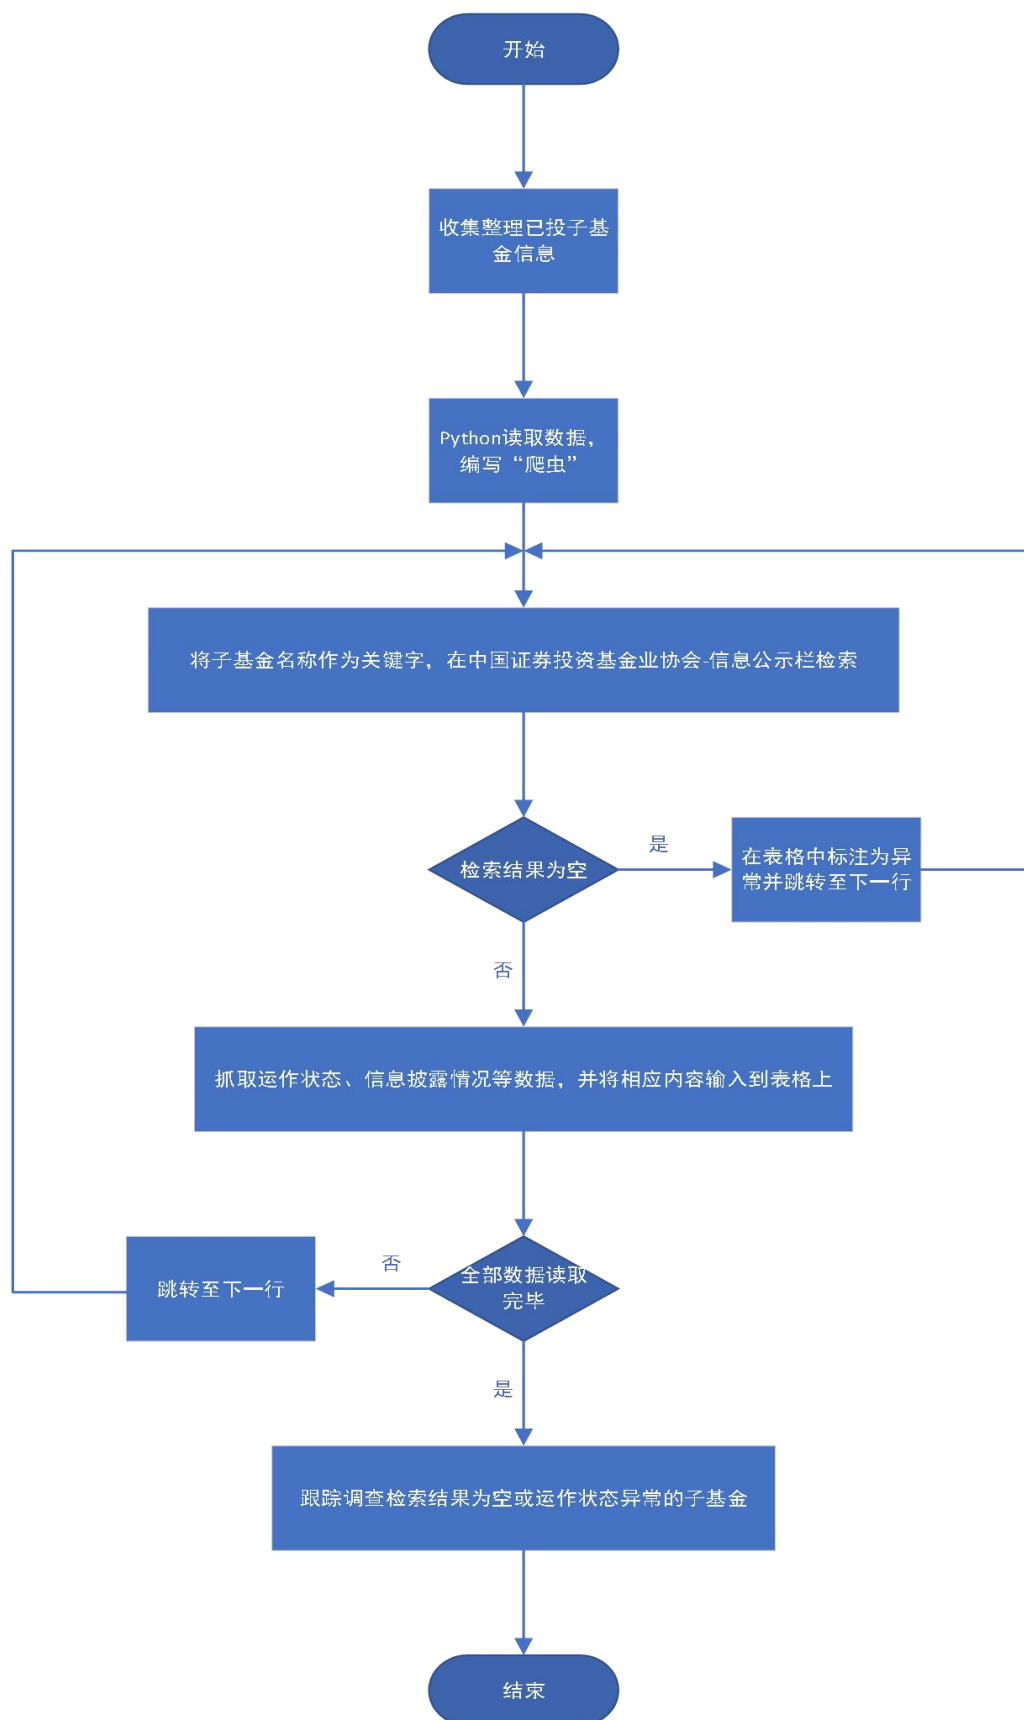 开始
收集整理已投子基
金信息
Python读取数据，
编写“爬虫”
将子基金名称作为关键字，在中国证券投资基金业协会-信息公示栏检索
检索结果为空
是
在表格中标注为异
常并跳转至下一行
否
抓取运作状态、信息披露情况等数据，并将相应内容输入到表格上
全部数据读取
完毕
否
跳转至下一行
是
跟踪调查检索结果为空或运作状态异常的子基金
结束